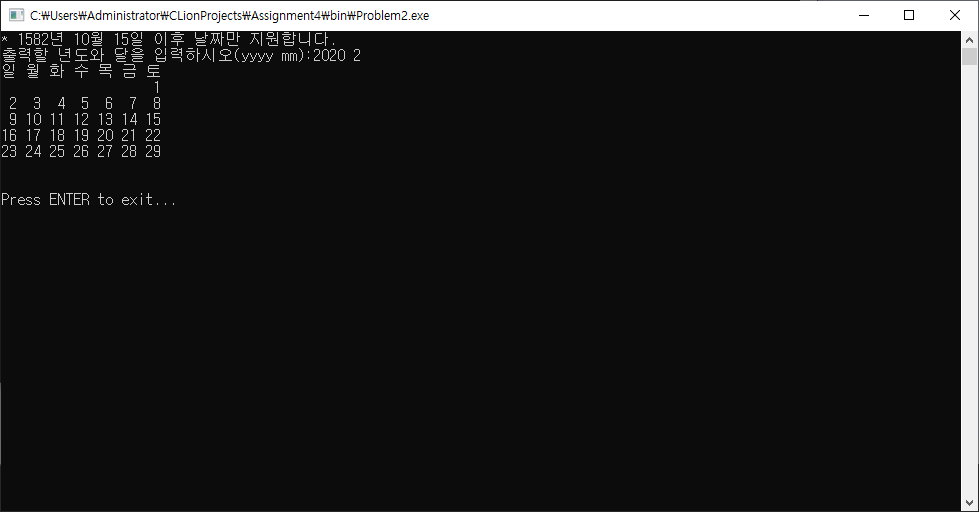 C:₩Users₩Administrator₩CLionProjects₩Assignment4₩bin₩Problem2.exe
* 1582년 10월 15일 이후 날짜만 지원합니다.
출력할 년도와 달을 입력하시오(yyyy mm):2020 2
일 월 화 수 목 금 토
1
2 3 4 5 6 7 8
9 10 11 12 13 14 15
16 17 18 19 20 21 22
23 24 25 26 27 28 29
Press ENTER to exit...